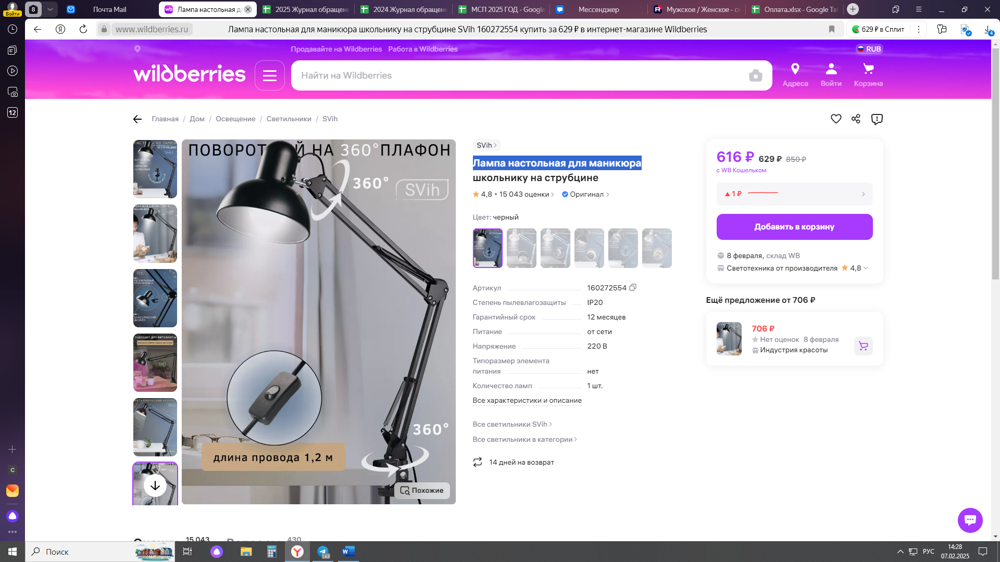 Войти
8
Почта Mail
Лампа настольная д
2025 Журнал обращени
2024 Журнал обращени
МСП 2025 ГОД - Google
Мессенджер
Мужское / Женское - с
Оплата.xlsx - Google Та
www.wildberries.ru
Лампа настольная для маникюра школьнику на струбцине SVih 160272554 купить за 629 ₽ в интернет-магазине Wildberries
629 ₽ в Сплит
4
12
Продавайте на Wildberries
Работа в Wildberries
RUB
wildberries
Найти на Wildberries
Адреса
Войти
Корзина
Главная / Дом / Освещение / Светильники / SVih
ПОВОРОТ Й НА 360° ПЛАФОН
360°
SVih
360°
длина провода 1,2 м
Похожие
SVih
Лампа настольная для маникюра
школьнику на струбцине
4,8 • 15 043 оценки
Оригинал
Цвет: черный
Артикул 160272554
Степень пылевлагозащиты IP20
Гарантийный срок 12 месяцев
Питание от сети
Напряжение 220 В
Типоразмер элемента
питания нет
Количество ламп 1 шт.
Все характеристики и описание
Все светильники SVih
Все светильники в категории
14 дней на возврат
616 ₽ 629 ₽ 850 ₽
с WB Кошельком
1 ₽
Добавить в корзину
8 февраля, склад WB
Светотехника от производителя 4,8
Ещё предложение от 706 ₽
706 ₽
Нет оценок 8 февраля
Индустрия красоты
15 043
430
С
Поиск
143
РУС
14:28
07.02.2025